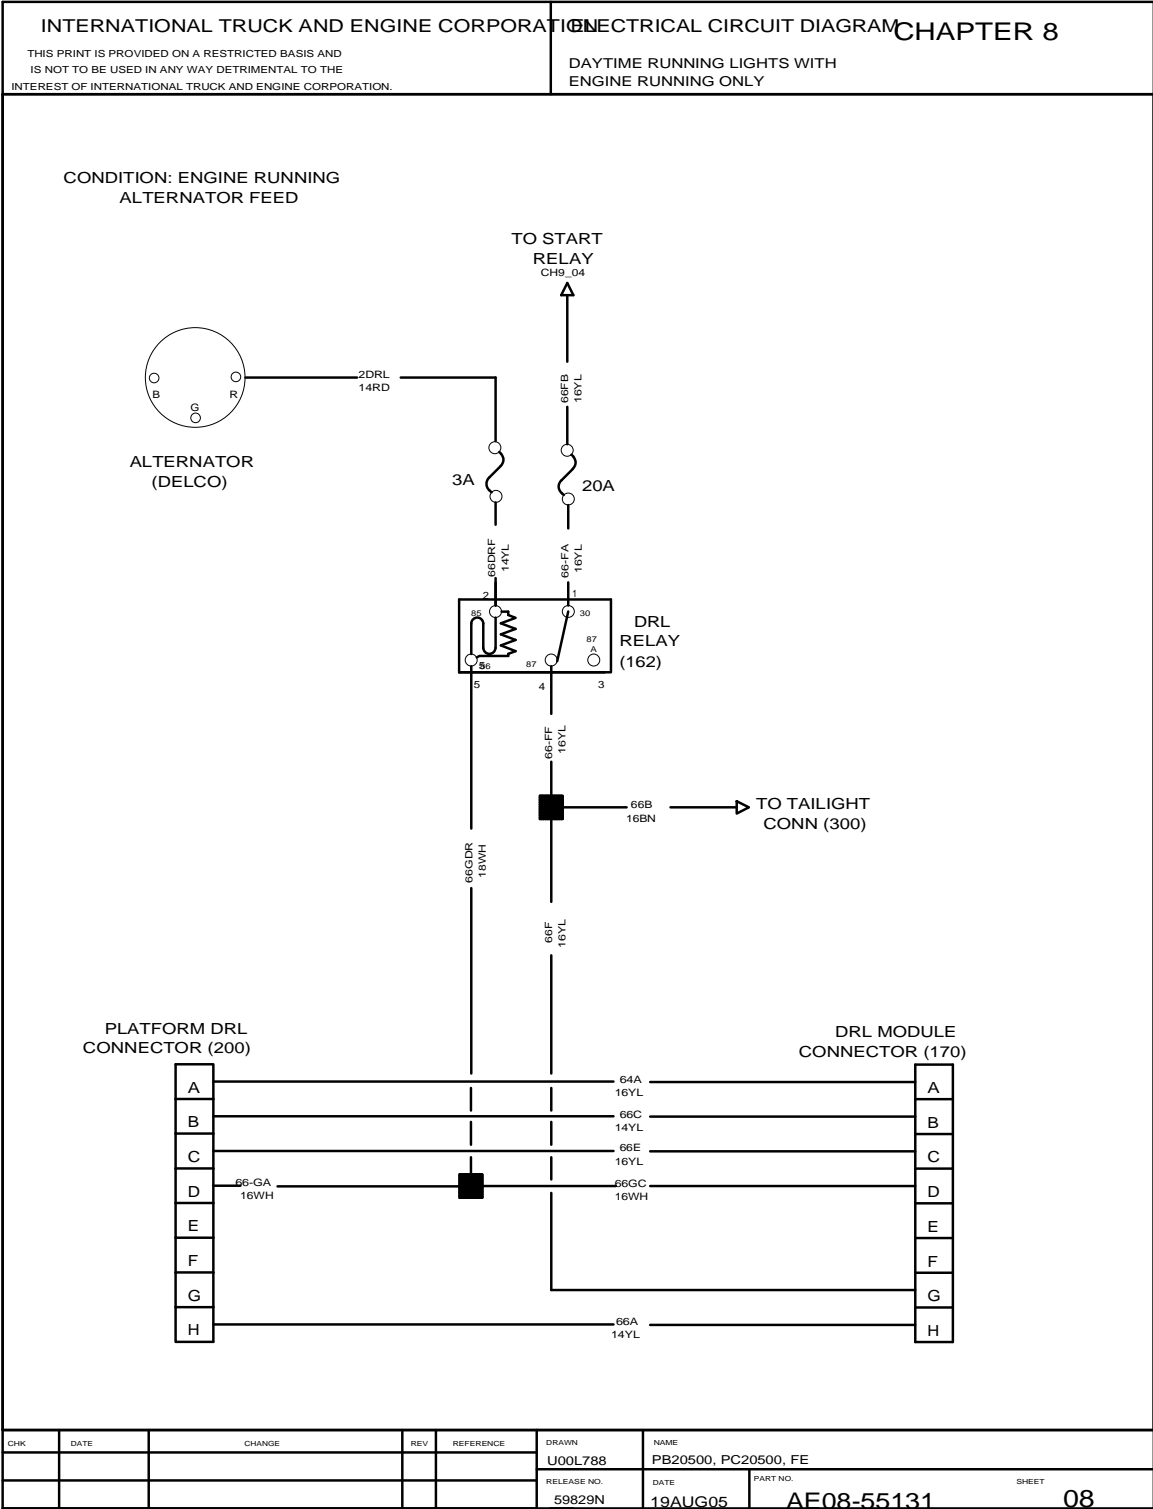 INTERNATIONAL TRUCK AND ENGINE CORPORATION
ELECTRICAL CIRCUIT DIAGRAM
CHAPTER 8
THIS PRINT IS PROVIDED ON A RESTRICTED BASIS AND
IS NOT TO BE USED IN ANY WAY DETRIMENTAL TO THE
INTEREST OF INTERNATIONAL TRUCK AND ENGINE CORPORATION.
DAYTIME RUNNING LIGHTS WITH
ENGINE RUNNING ONLY
CONDITION: ENGINE RUNNING
ALTERNATOR FEED
TO START
RELAY
CH9_04
B
R
G
2DRL
14RD
66FB
16YL
ALTERNATOR
(DELCO)
3A
20A
66DRF
14YL
66-FA
16YL
2
1
85
30
87
A
86
87
5
4
3
DRL
RELAY
(162)
66-FF
16YL
66B
16BN
TO TAILIGHT
CONN (300)
66GDR
18WH
66F
16YL
PLATFORM DRL
CONNECTOR (200)
DRL MODULE
CONNECTOR (170)
A
64A
16YL
A
B
66C
14YL
B
C
66E
16YL
C
D
66-GA
16WH
66GC
16WH
D
E
E
F
F
G
G
H
66A
14YL
H
CHK
DATE
CHANGE
REV
REFERENCE
DRAWN
U00L788
NAME
PB20500, PC20500, FE
RELEASE NO.
59829N
DATE
19AUG05
PART NO.
AE08-55131
SHEET
08